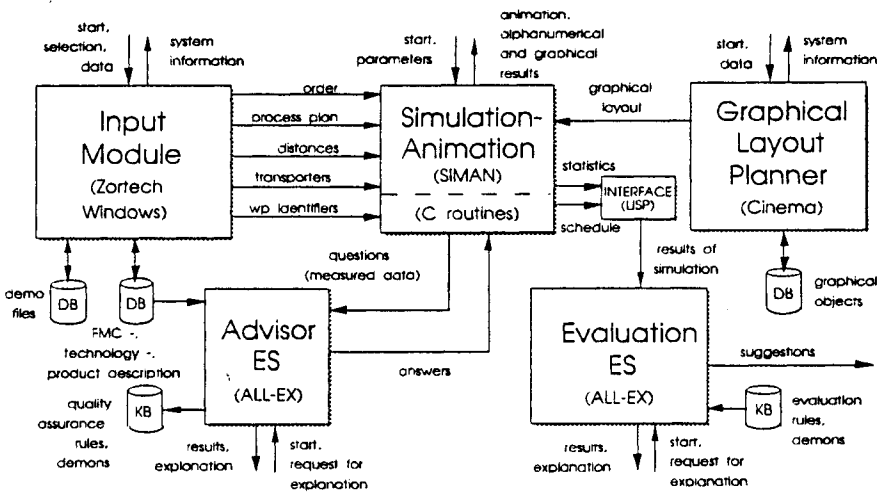 start,
selection,
data
system
information
start,
parameters
animation,
alphanumerical
and graphical
results
start,
data
system
information
Input
Module
(Zortech
Windows)
order
process plan
distances
transporters
wp identifiers
Simulation-
Animation
(SIMAN)
(C routines)
graphical
layout
Graphical
Layout
Planner
(Cinema)
statistics
schedule
INTERFACE
(LISP)
results of
simulation
questions
(measured data)
answers
demo
files
DB
DB
FMC -,
technology -,
product description
DB
graphical
objects
Advisor
ES
(ALL-EX)
Evaluation
ES
(ALL-EX)
suggestions
quality
assurance
rules,
demons
KB
KB
evaluation
rules,
demons
results,
explanation
start,
request for
explanation
results,
explanation
start,
request for
explanation